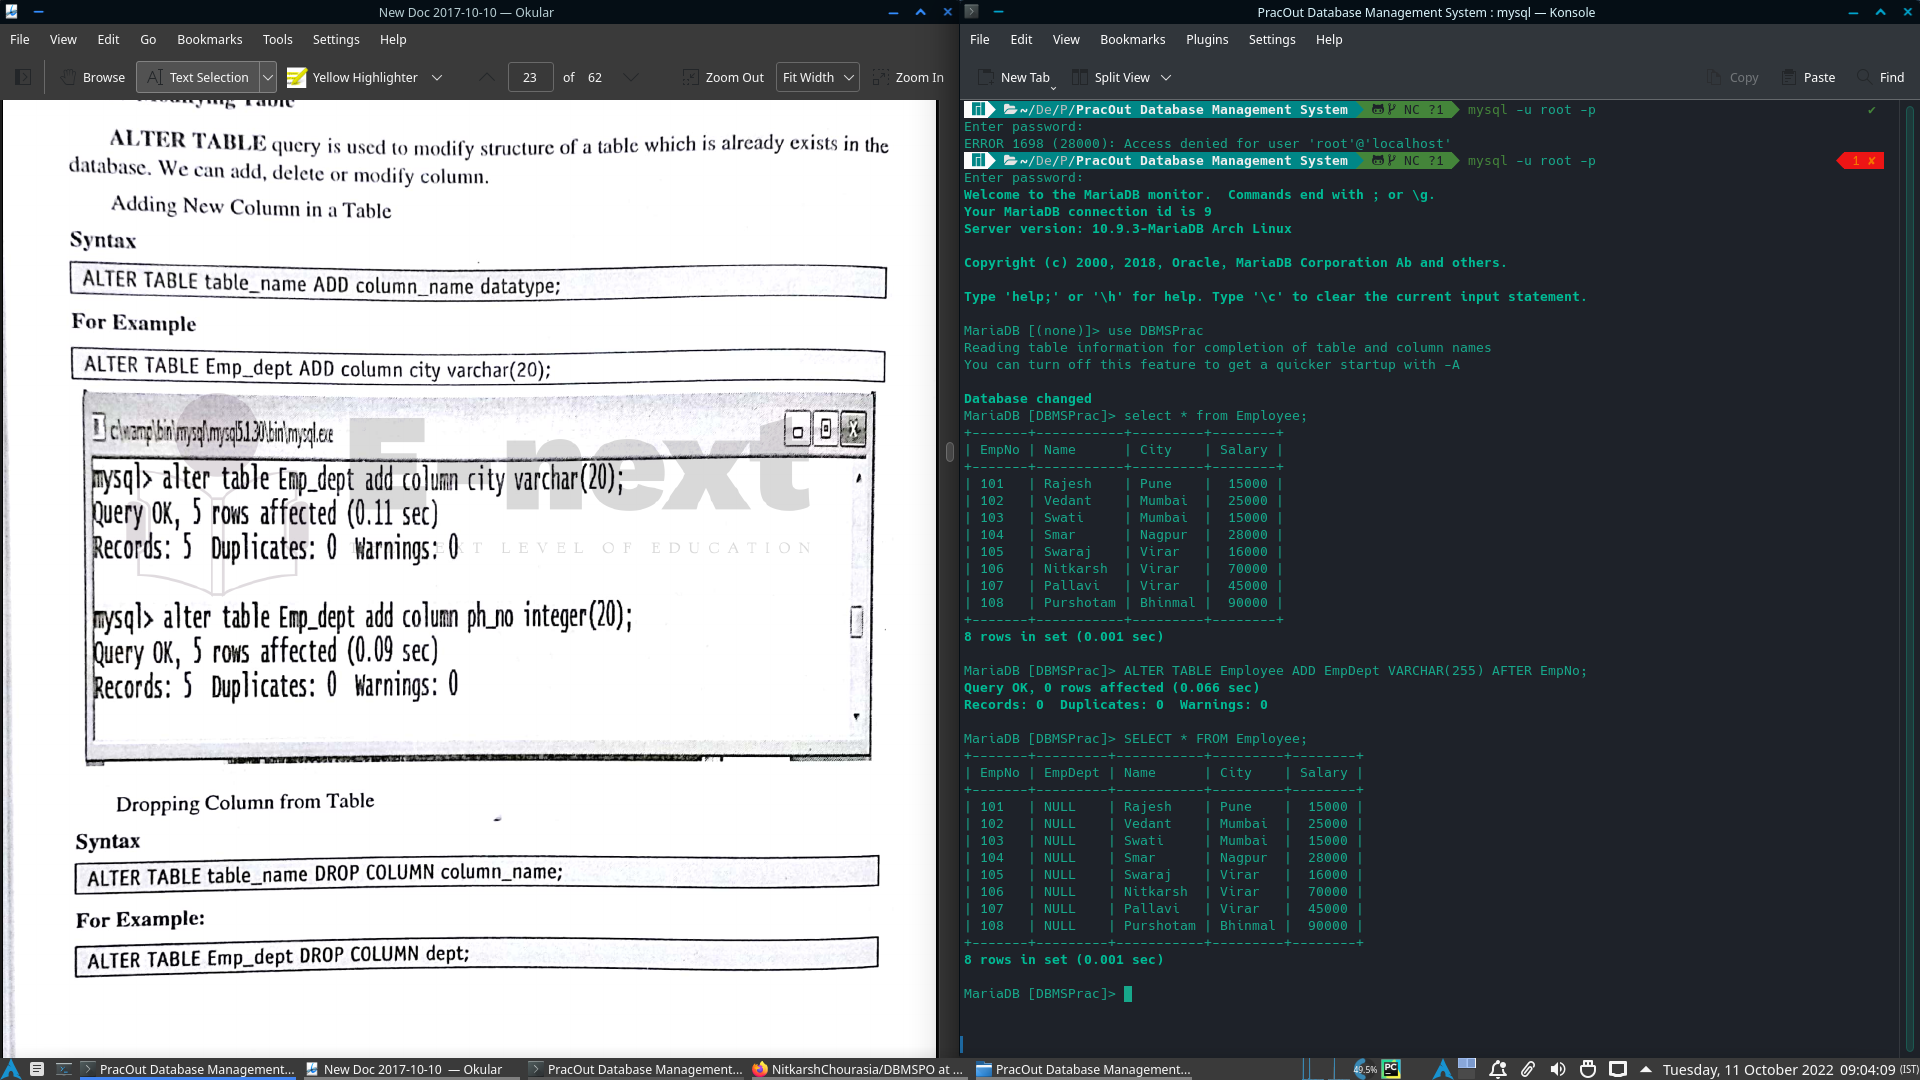 New Doc 2017-10-10 — Okular
File View Edit Go Bookmarks Tools Settings Help
Browse Text Selection Yellow Highlighter 23 of 62 Zoom Out Fit Width Zoom In
Modifying Table
ALTER TABLE query is used to modify structure of a table which is already exists in the
database. We can add, delete or modify column.
Adding New Column in a Table
Syntax
ALTER TABLE table_name ADD column_name datatype;
For Example
ALTER TABLE Emp_dept ADD column city varchar(20);
c:\wamp\bin\mysql\mysql5.1.30\bin\mysql.exe
mysql> alter table Emp_dept add column city varchar(20);
Query OK, 5 rows affected (0.11 sec)
Records: 5 Duplicates: 0 Warnings: 0
E-next
EXT LEVEL OF EDUCATION
mysql> alter table Emp_dept add column ph_no integer(20);
Query OK, 5 rows affected (0.09 sec)
Records: 5 Duplicates: 0 Warnings: 0
Dropping Column from Table
Syntax
ALTER TABLE table_name DROP COLUMN column_name;
For Example:
ALTER TABLE Emp_dept DROP COLUMN dept;
PracOut Database Management System : mysql — Konsole
File Edit View Bookmarks Plugins Settings Help
New Tab Split View Copy Paste Find
~/De/P/PracOut Database Management System NC ?1 mysql -u root -p ✔
Enter password:
ERROR 1698 (28000): Access denied for user 'root'@'localhost'
~/De/P/PracOut Database Management System NC ?1 mysql -u root -p 1 ✘
Enter password:
Welcome to the MariaDB monitor.  Commands end with ; or \g.
Your MariaDB connection id is 9
Server version: 10.9.3-MariaDB Arch Linux
Copyright (c) 2000, 2018, Oracle, MariaDB Corporation Ab and others.
Type 'help;' or '\h' for help. Type '\c' to clear the current input statement.
MariaDB [(none)]> use DBMSPrac
Reading table information for completion of table and column names
You can turn off this feature to get a quicker startup with -A
Database changed
MariaDB [DBMSPrac]> select * from Employee;
+-------+-----------+---------+--------+
| EmpNo | Name      | City    | Salary |
+-------+-----------+---------+--------+
| 101   | Rajesh    | Pune    |  15000 |
| 102   | Vedant    | Mumbai  |  25000 |
| 103   | Swati     | Mumbai  |  15000 |
| 104   | Smar      | Nagpur  |  28000 |
| 105   | Swaraj    | Virar   |  16000 |
| 106   | Nitkarsh  | Virar   |  70000 |
| 107   | Pallavi   | Virar   |  45000 |
| 108   | Purshotam | Bhinmal |  90000 |
+-------+-----------+---------+--------+
8 rows in set (0.001 sec)
MariaDB [DBMSPrac]> ALTER TABLE Employee ADD EmpDept VARCHAR(255) AFTER EmpNo;
Query OK, 0 rows affected (0.066 sec)
Records: 0  Duplicates: 0  Warnings: 0
MariaDB [DBMSPrac]> SELECT * FROM Employee;
+-------+---------+-----------+---------+--------+
| EmpNo | EmpDept | Name      | City    | Salary |
+-------+---------+-----------+---------+--------+
| 101   | NULL    | Rajesh    | Pune    |  15000 |
| 102   | NULL    | Vedant    | Mumbai  |  25000 |
| 103   | NULL    | Swati     | Mumbai  |  15000 |
| 104   | NULL    | Smar      | Nagpur  |  28000 |
| 105   | NULL    | Swaraj    | Virar   |  16000 |
| 106   | NULL    | Nitkarsh  | Virar   |  70000 |
| 107   | NULL    | Pallavi   | Virar   |  45000 |
| 108   | NULL    | Purshotam | Bhinmal |  90000 |
+-------+---------+-----------+---------+--------+
8 rows in set (0.001 sec)
MariaDB [DBMSPrac]>
PracOut Database Management... New Doc 2017-10-10 — Okular PracOut Database Management... NitkarshChourasia/DBMSPO at ... PracOut Database Management... 49.5% PC Tuesday, 11 October 2022 09:04:09 (IST)